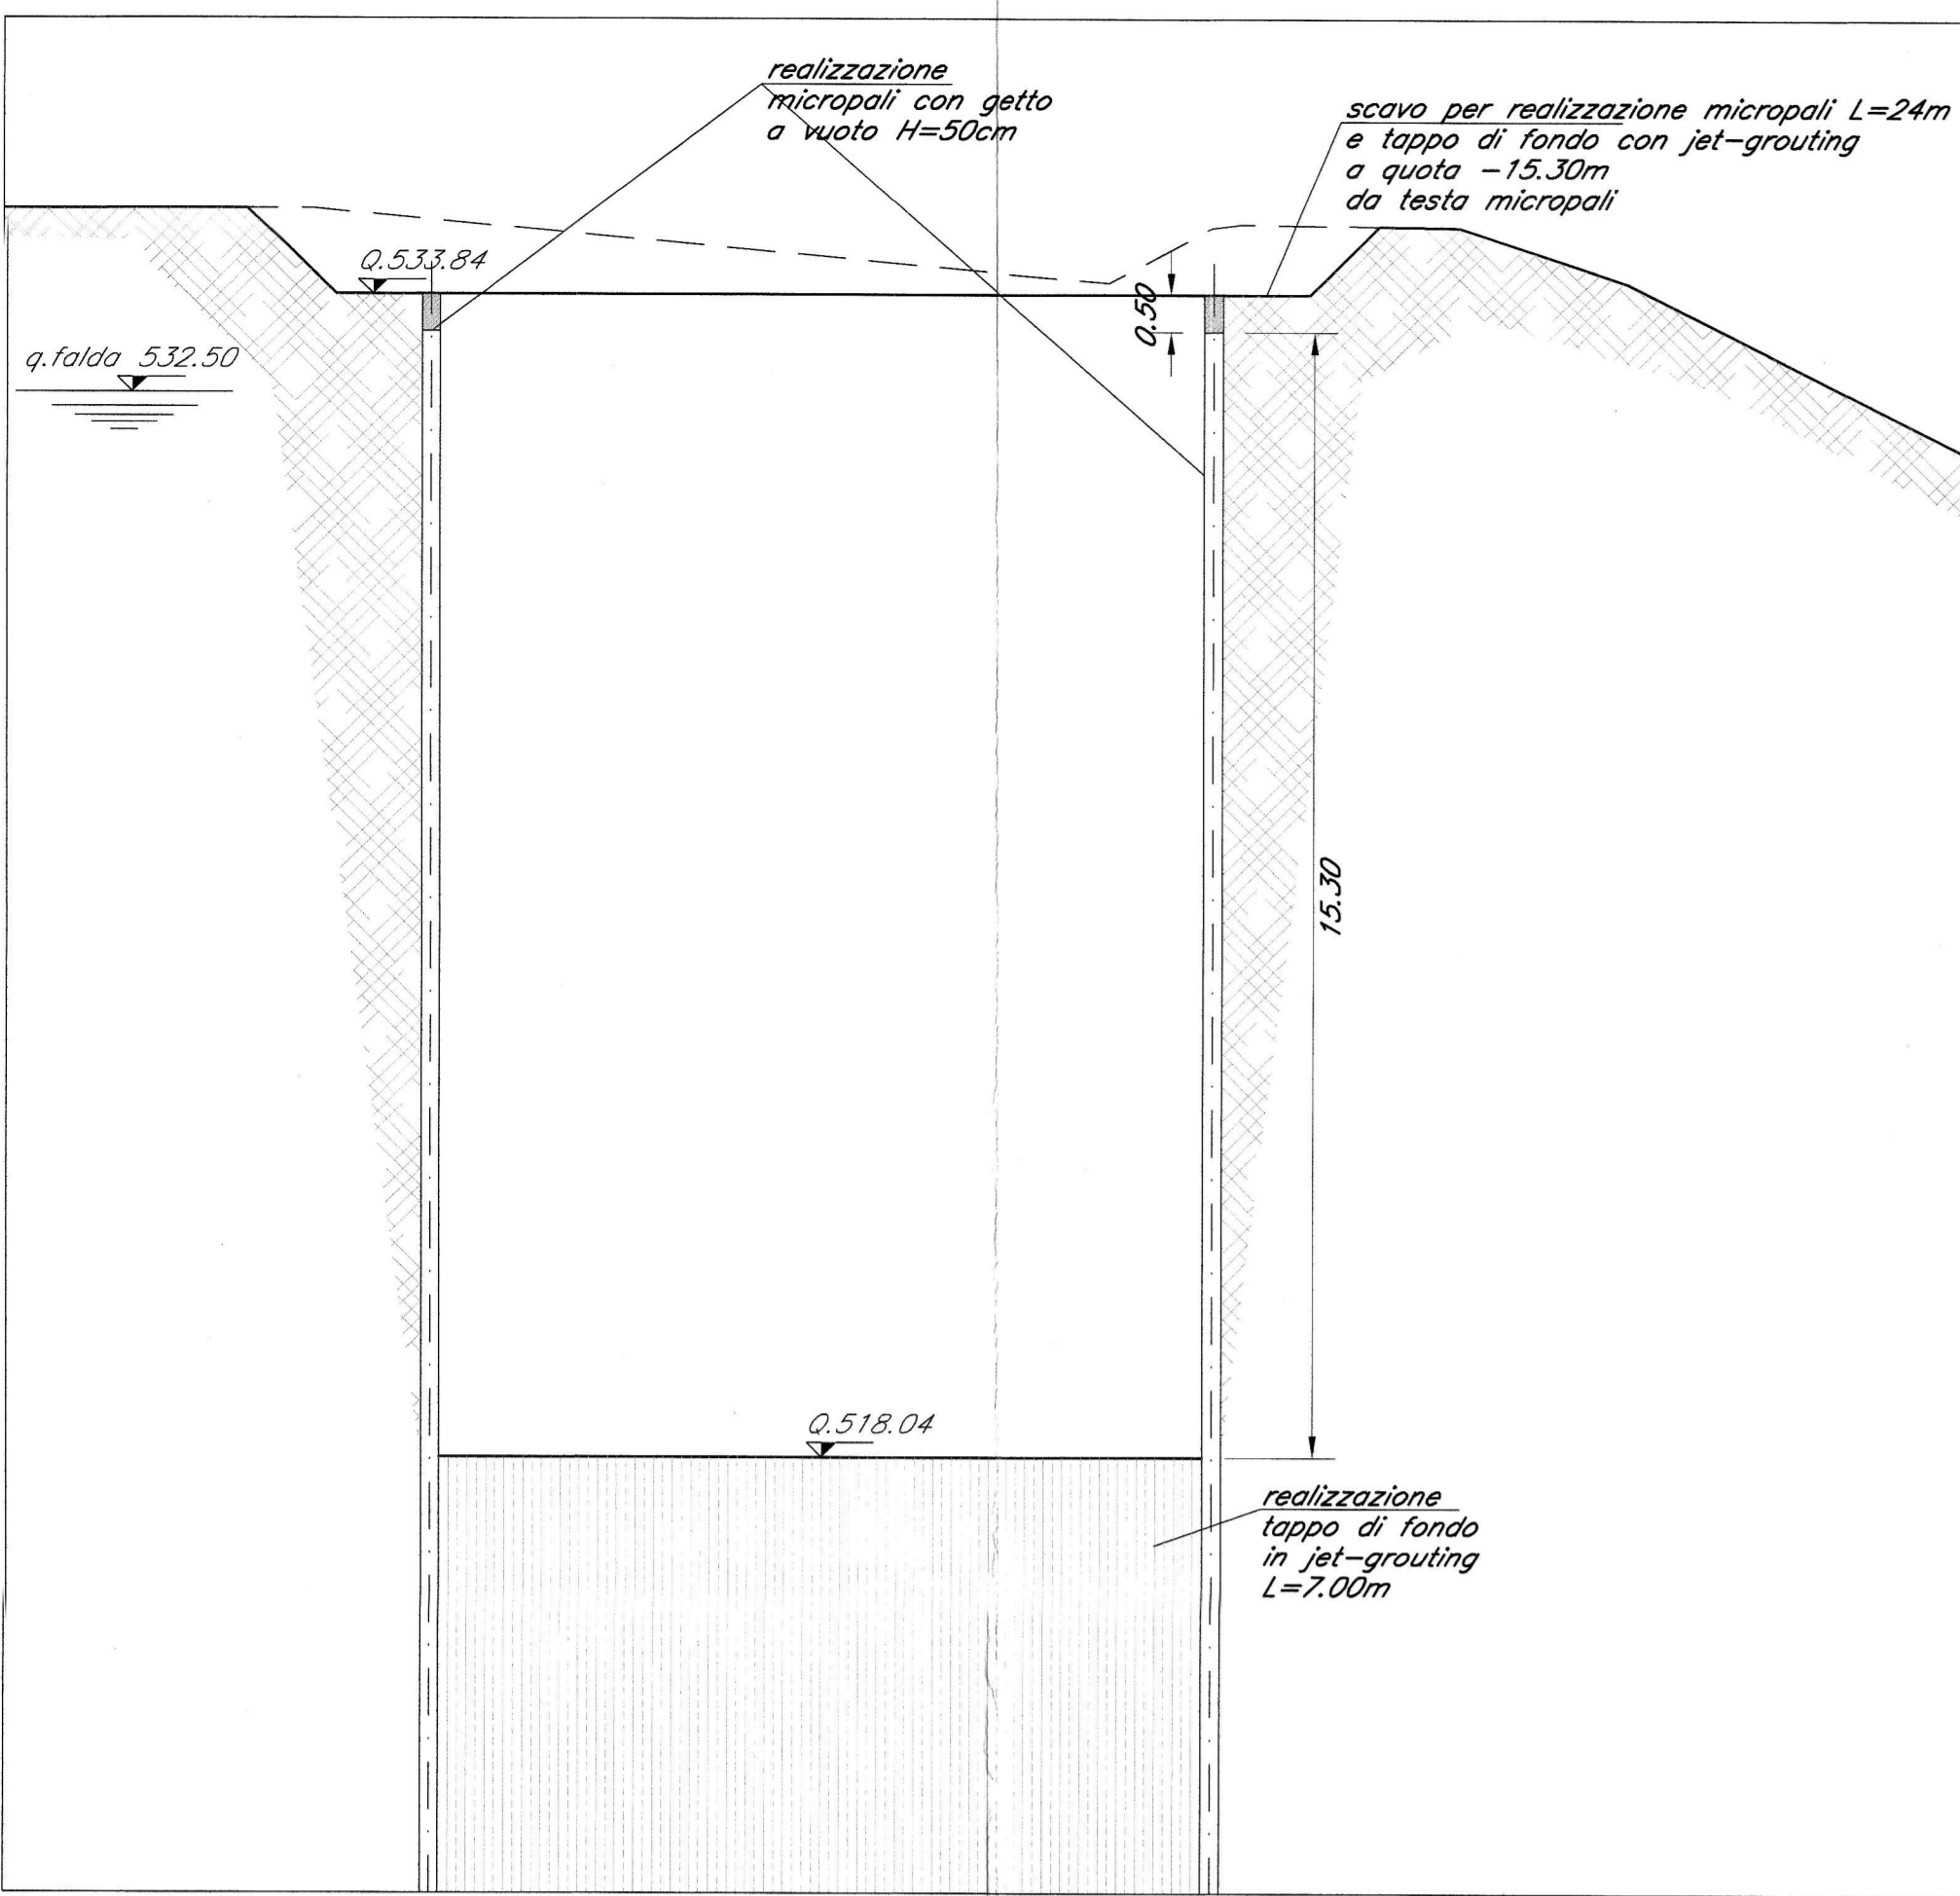 realizzazione
micropali con getto
a vuoto H=50cm
scavo per realizzazione micropali L=24m
e tappo di fondo con jet-grouting
a quota -15.30m
da testa micropali
Q.533.84
0.50
q.falda 532.50
15.30
Q.518.04
realizzazione
tappo di fondo
in jet-grouting
L=7.00m